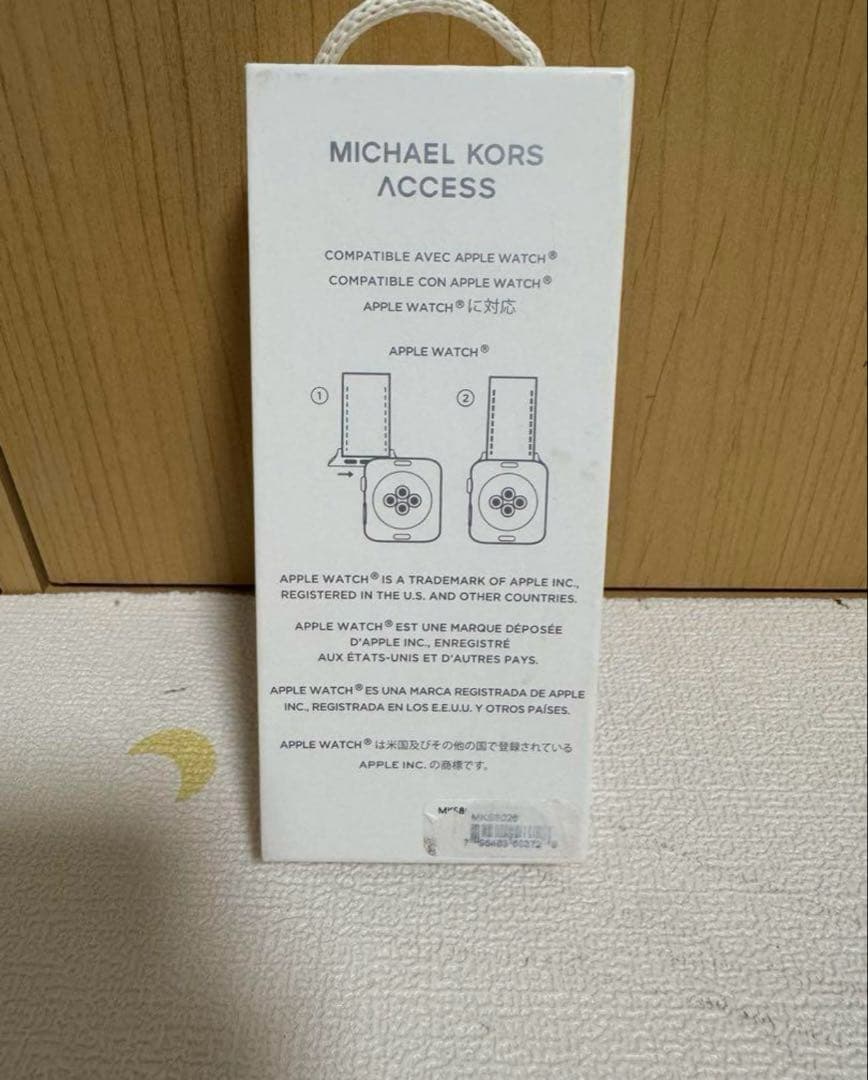 MICHAEL KORS
ACCESS
COMPATIBLE AVEC APPLE WATCH®
COMPATIBLE CON APPLE WATCH®
APPLE WATCH®に対応
APPLE WATCH®
1
2
APPLE WATCH® IS A TRADEMARK OF APPLE INC.,
REGISTERED IN THE U.S. AND OTHER COUNTRIES.
APPLE WATCH® EST UNE MARQUE DÉPOSÉE
D'APPLE INC., ENREGISTRÉ
AUX ÉTATS-UNIS ET D'AUTRES PAYS.
APPLE WATCH® ES UNA MARCA REGISTRADA DE APPLE
INC., REGISTRADA EN LOS E.E.U.U. Y OTROS PAÍSES.
APPLE WATCH® は米国及びその他の国で登録されている
APPLE INC. の商標です。